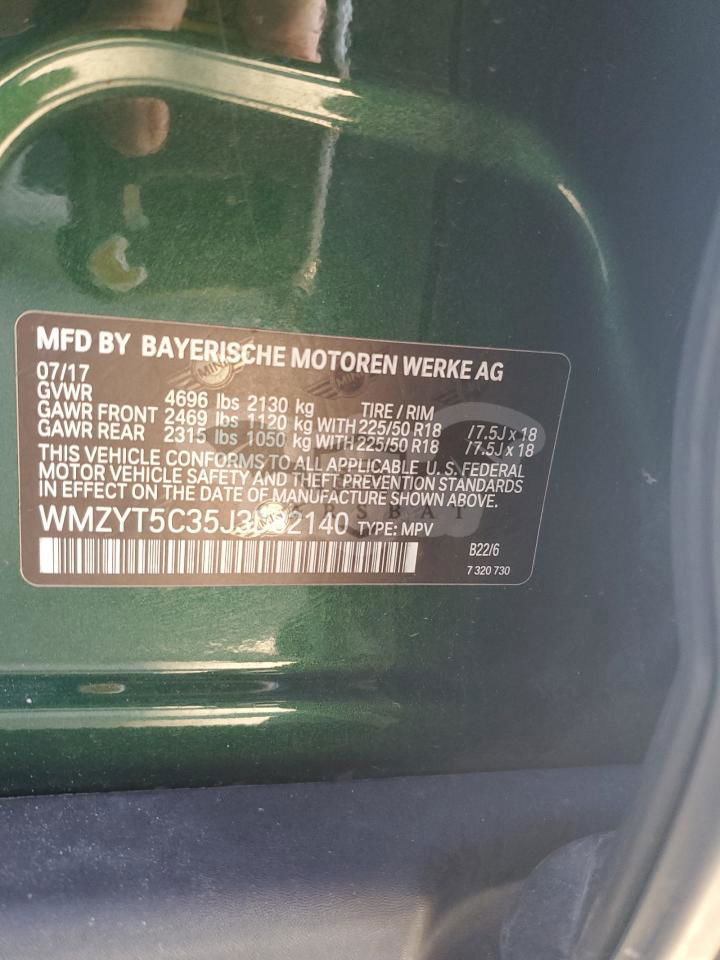 MFD BY BAYERISCHE MOTOREN WERKE AG
07/17
GVWR 4696 lbs 2130 kg TIRE / RIM
GAWR FRONT 2469 lbs 1120 kg WITH 225/50 R18 /7.5J x 18
GAWR REAR 2315 lbs 1050 kg WITH 225/50 R18 /7.5J x 18
THIS VEHICLE CONFORMS TO ALL APPLICABLE U.S. FEDERAL
MOTOR VEHICLE SAFETY AND THEFT PREVENTION STANDARDS
IN EFFECT ON THE DATE OF MANUFACTURE SHOWN ABOVE.
TYPE: MPV
B22/6
7 320 730
MINI